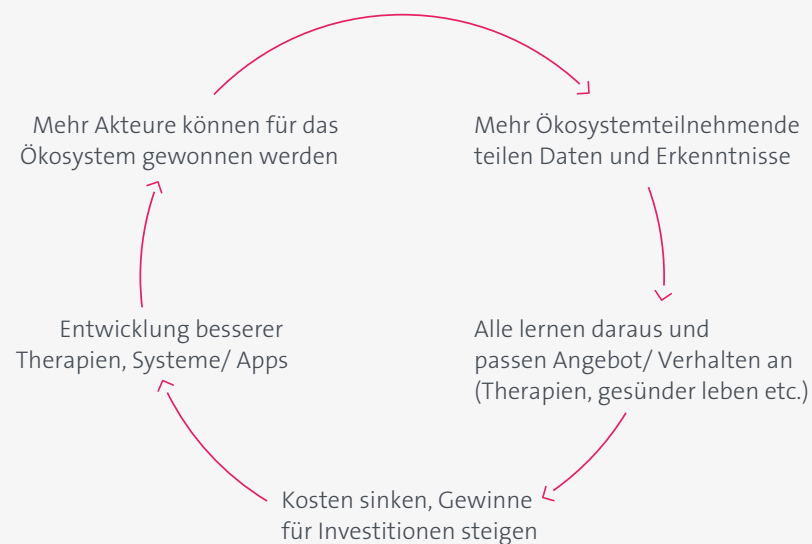 Mehr Akteure können für das
Ökosystem gewonnen werden
Mehr Ökosystemteilnehmende
teilen Daten und Erkenntnisse
Alle lernen daraus und
passen Angebot/ Verhalten an
(Therapien, gesünder leben etc.)
Kosten sinken, Gewinne
für Investitionen steigen
Entwicklung besserer
Therapien, Systeme/ Apps